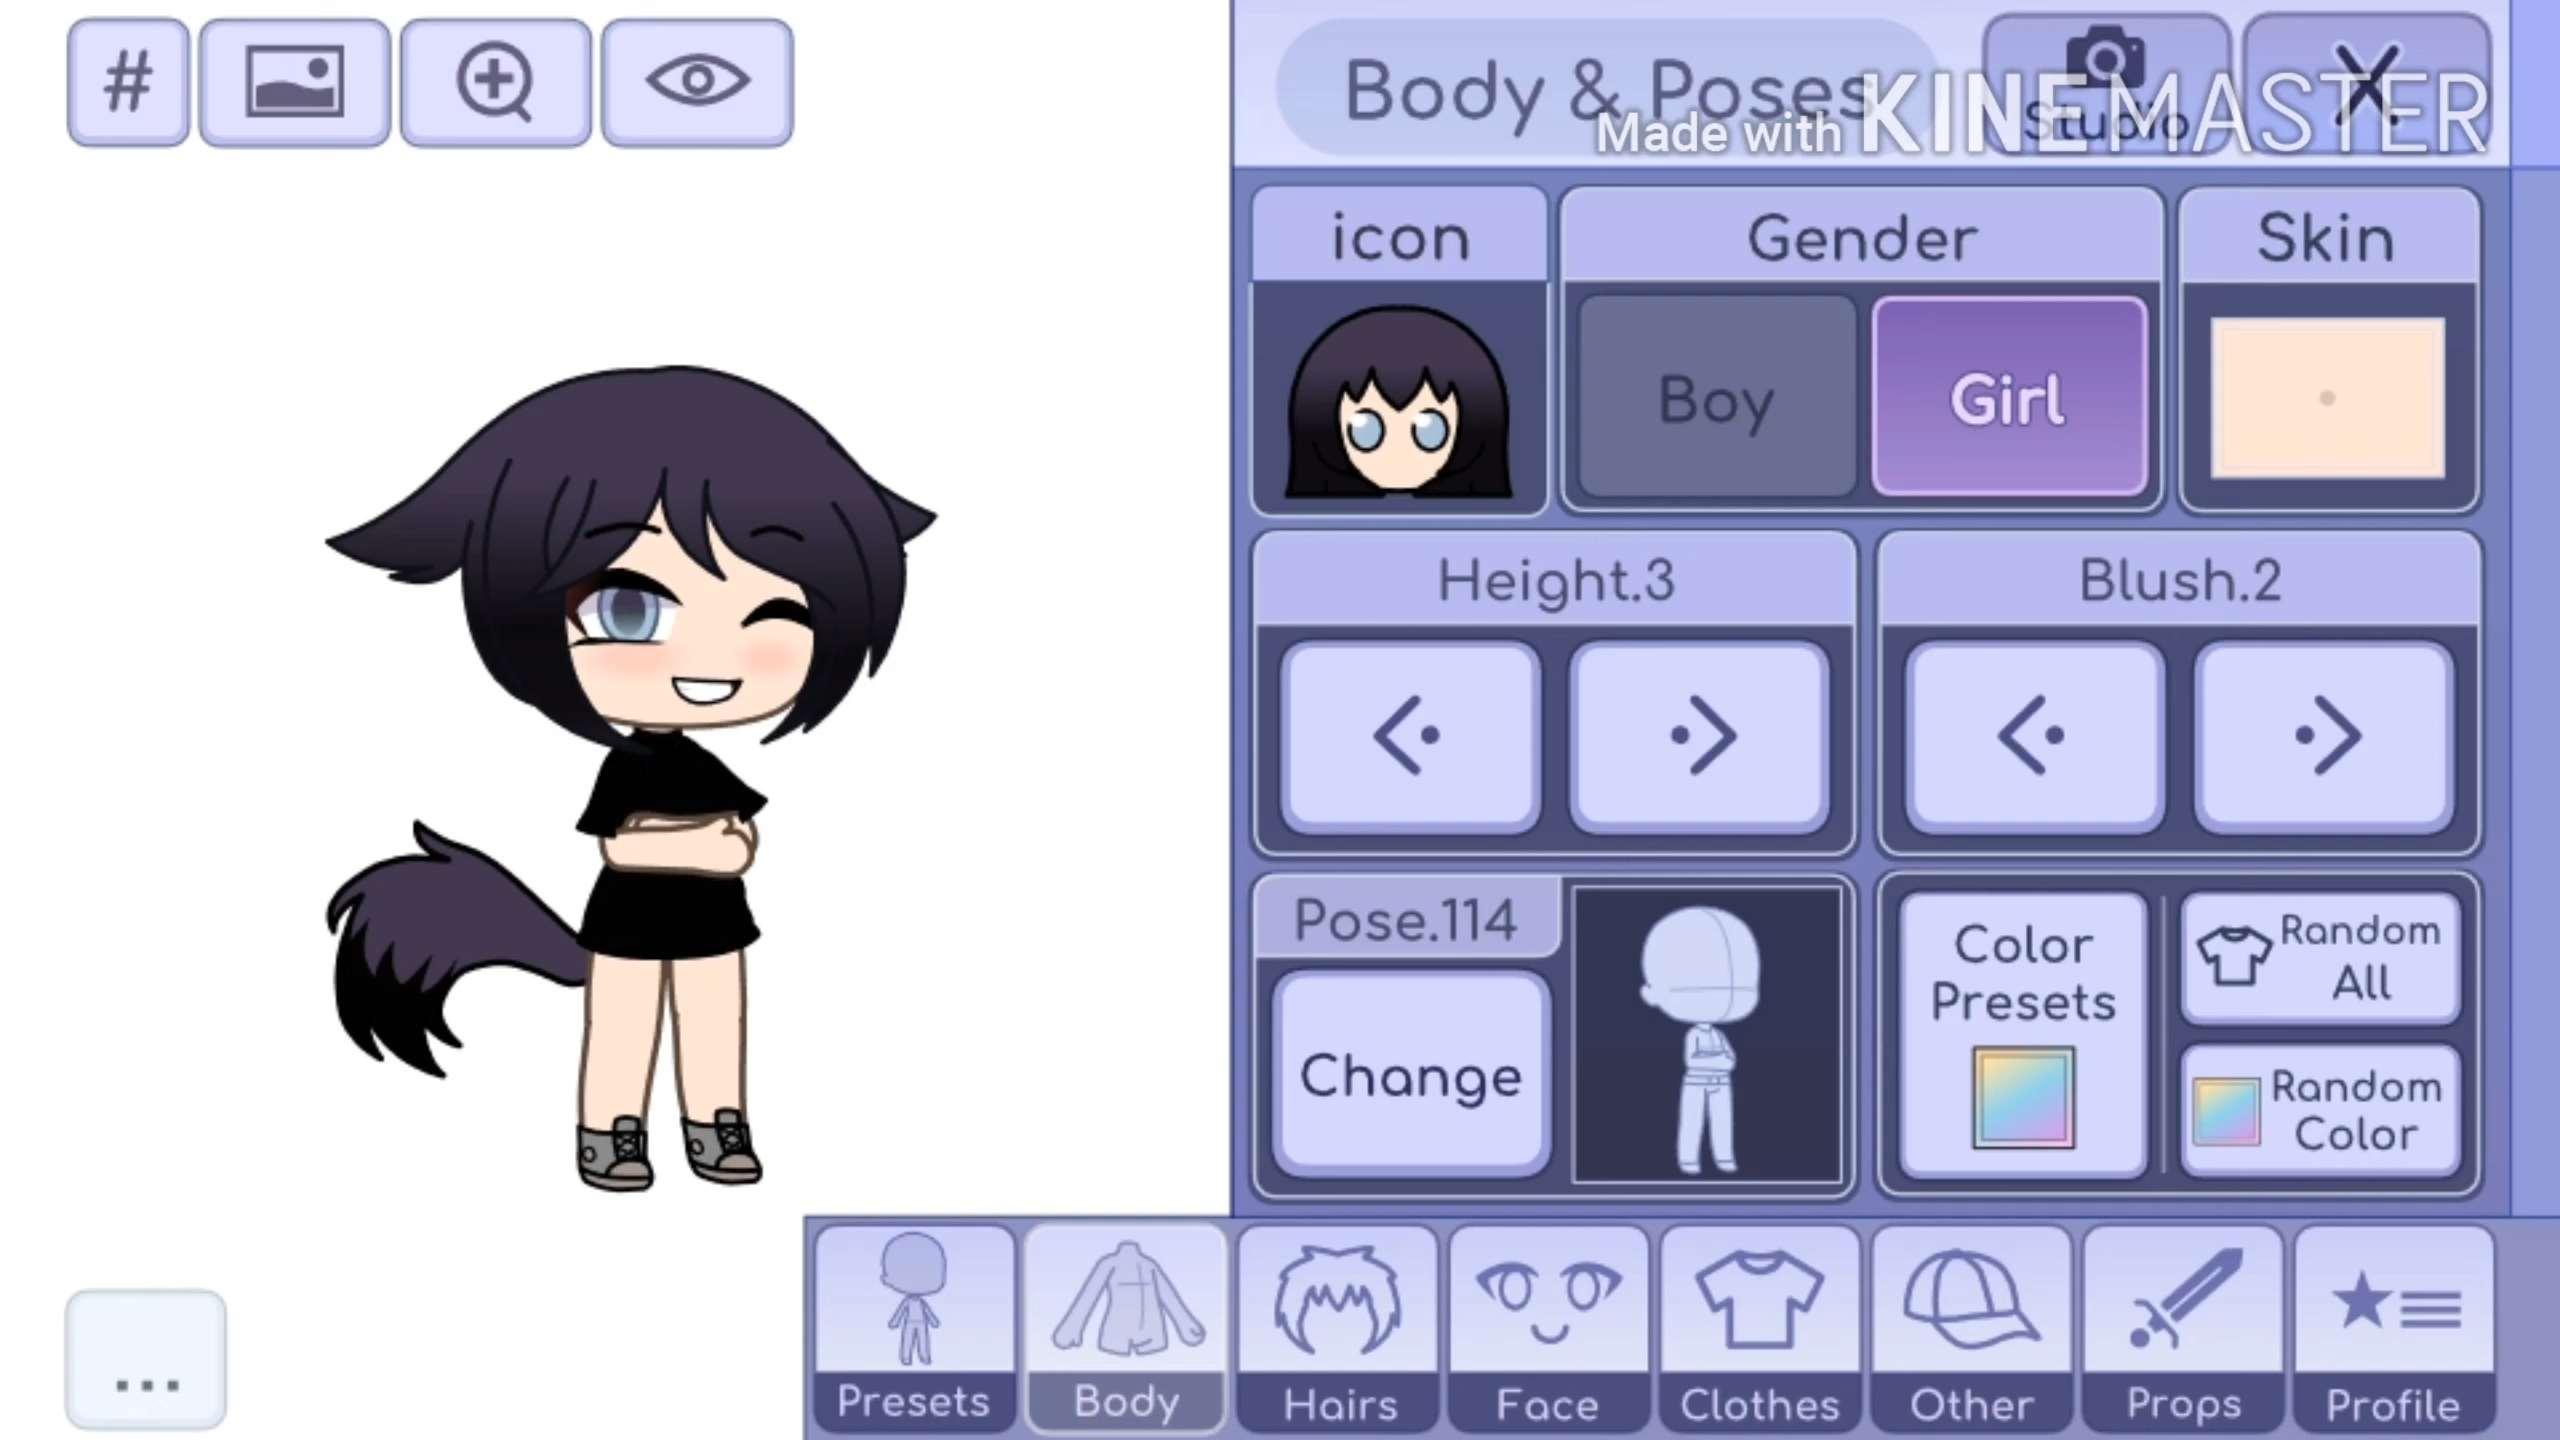 #
Body & Poses
Studio
X
Made with KINEMASTER
icon
Gender
Skin
Boy
Girl
Height.3
Blush.2
Pose.114
Change
Color
Presets
Random
All
Random
Color
...
Presets
Body
Hairs
Face
Clothes
Other
Props
Profile